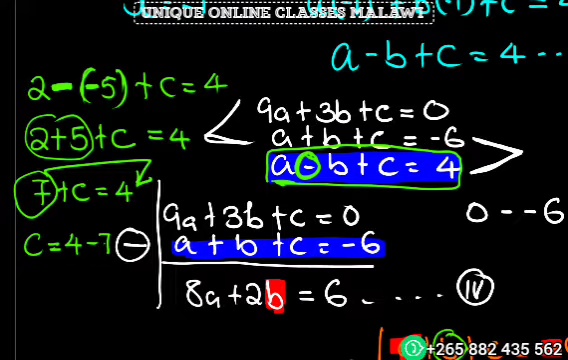 UNIQUE ONLINE CLASSES MALAWI
a - b + c = 4 ...
2 - (-5) + c = 4
2 + 5 + c = 4
7 + c = 4
c = 4 - 7
9a + 3b + c = 0
a + b + c = -6
a - b + c = 4
0 - - 6
9a + 3b + c = 0
- a + b + c = -6
8a + 2b = 6 - ... . (IV)
+265 882 435 562